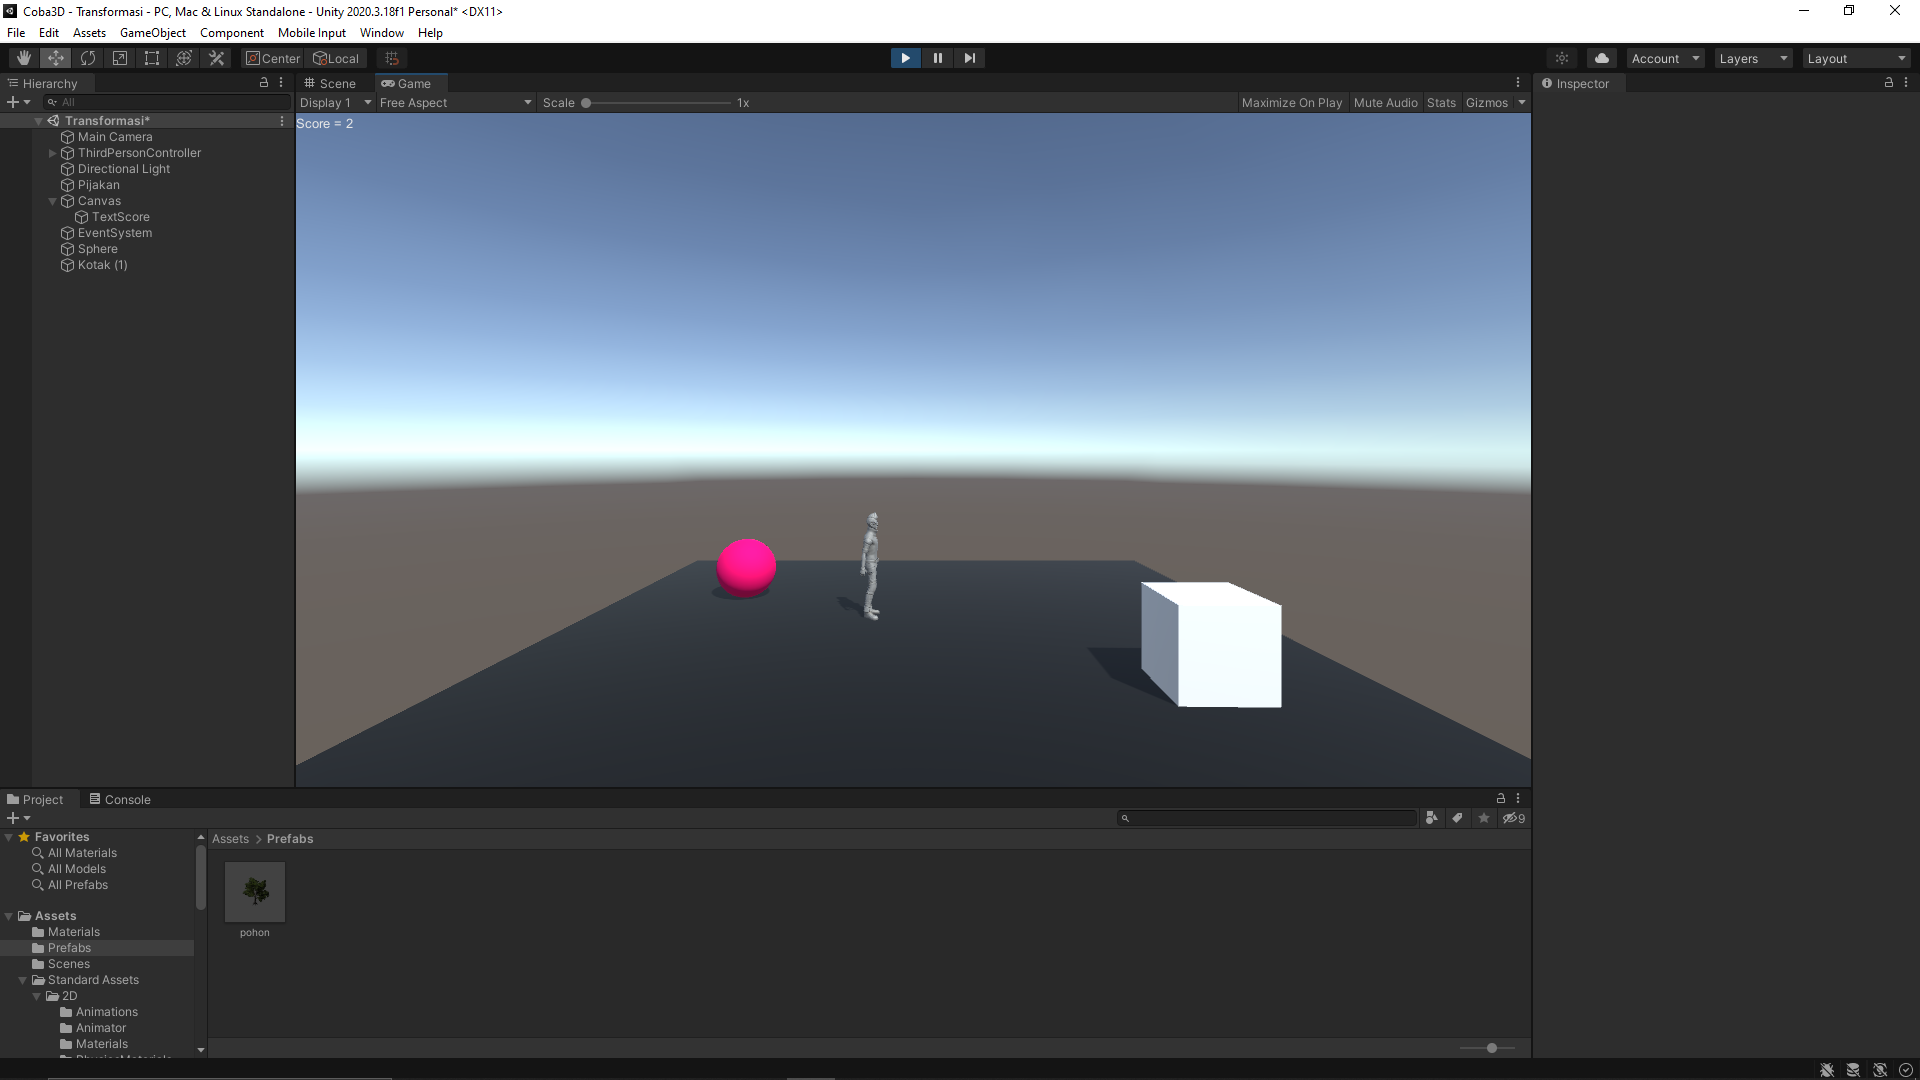 Coba3D - Transformasi - PC, Mac & Linux Standalone - Unity 2020.3.18f1 Personal* <DX11>
File Edit Assets GameObject Component Mobile Input Window Help
Center Local Account Layers Layout
Hierarchy Scene Game Inspector
All Display 1 Free Aspect Scale 1x Maximize On Play Mute Audio Stats Gizmos
Transformasi*
Score = 2
Main Camera
ThirdPersonController
Directional Light
Pijakan
Canvas
TextScore
EventSystem
Sphere
Kotak (1)
Project Console
9
Favorites
All Materials
All Models
All Prefabs
Assets
Materials
Prefabs
Scenes
Standard Assets
2D
Animations
Animator
Materials
PhysicsMaterials
Assets > Prefabs
pohon